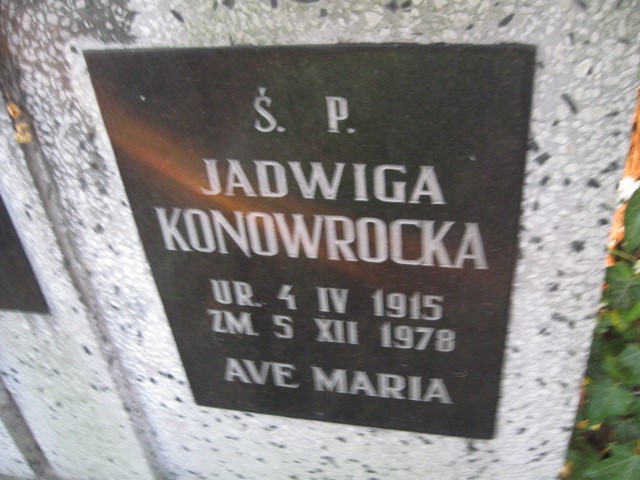 Ś. P.
JADWIGA
KONOWROCKA
UR. 4 IV 1915
ZM. 5 XII 1978
AVE MARIA